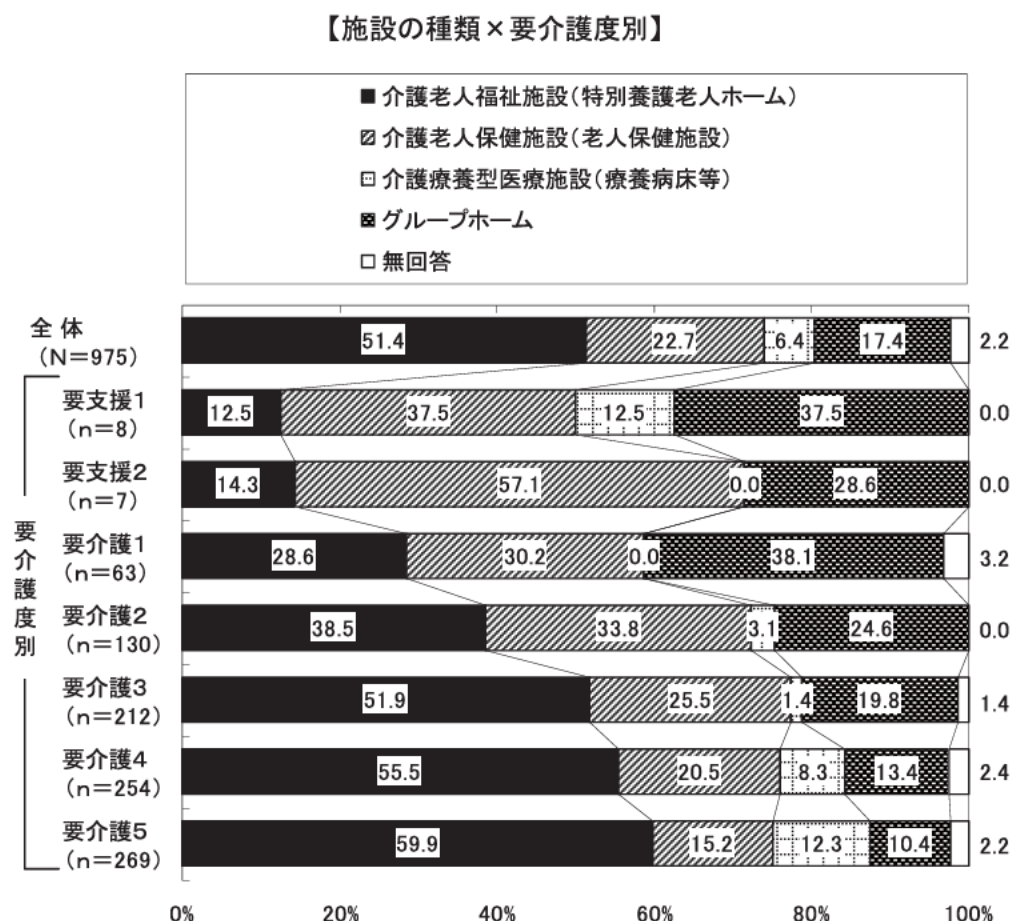 【施設の種類×要介護度別】
■ 介護老人福祉施設(特別養護老人ホーム)
介護老人保健施設(老人保健施設)
介護療養型医療施設(療養病床等)
グループホーム
□ 無回答
全 体
(N=975)
51.4 22.7 6.4 17.4 2.2
要支援1
(n=8)
12.5 37.5 12.5 37.5 0.0
要支援2
(n=7)
14.3 57.1 0.0 28.6 0.0
要介護度別
要介護1
(n=63)
28.6 30.2 0.0 38.1 3.2
要介護2
(n=130)
38.5 33.8 3.1 24.6 0.0
要介護3
(n=212)
51.9 25.5 1.4 19.8 1.4
要介護4
(n=254)
55.5 20.5 8.3 13.4 2.4
要介護5
(n=269)
59.9 15.2 12.3 10.4 2.2
0% 20% 40% 60% 80% 100%